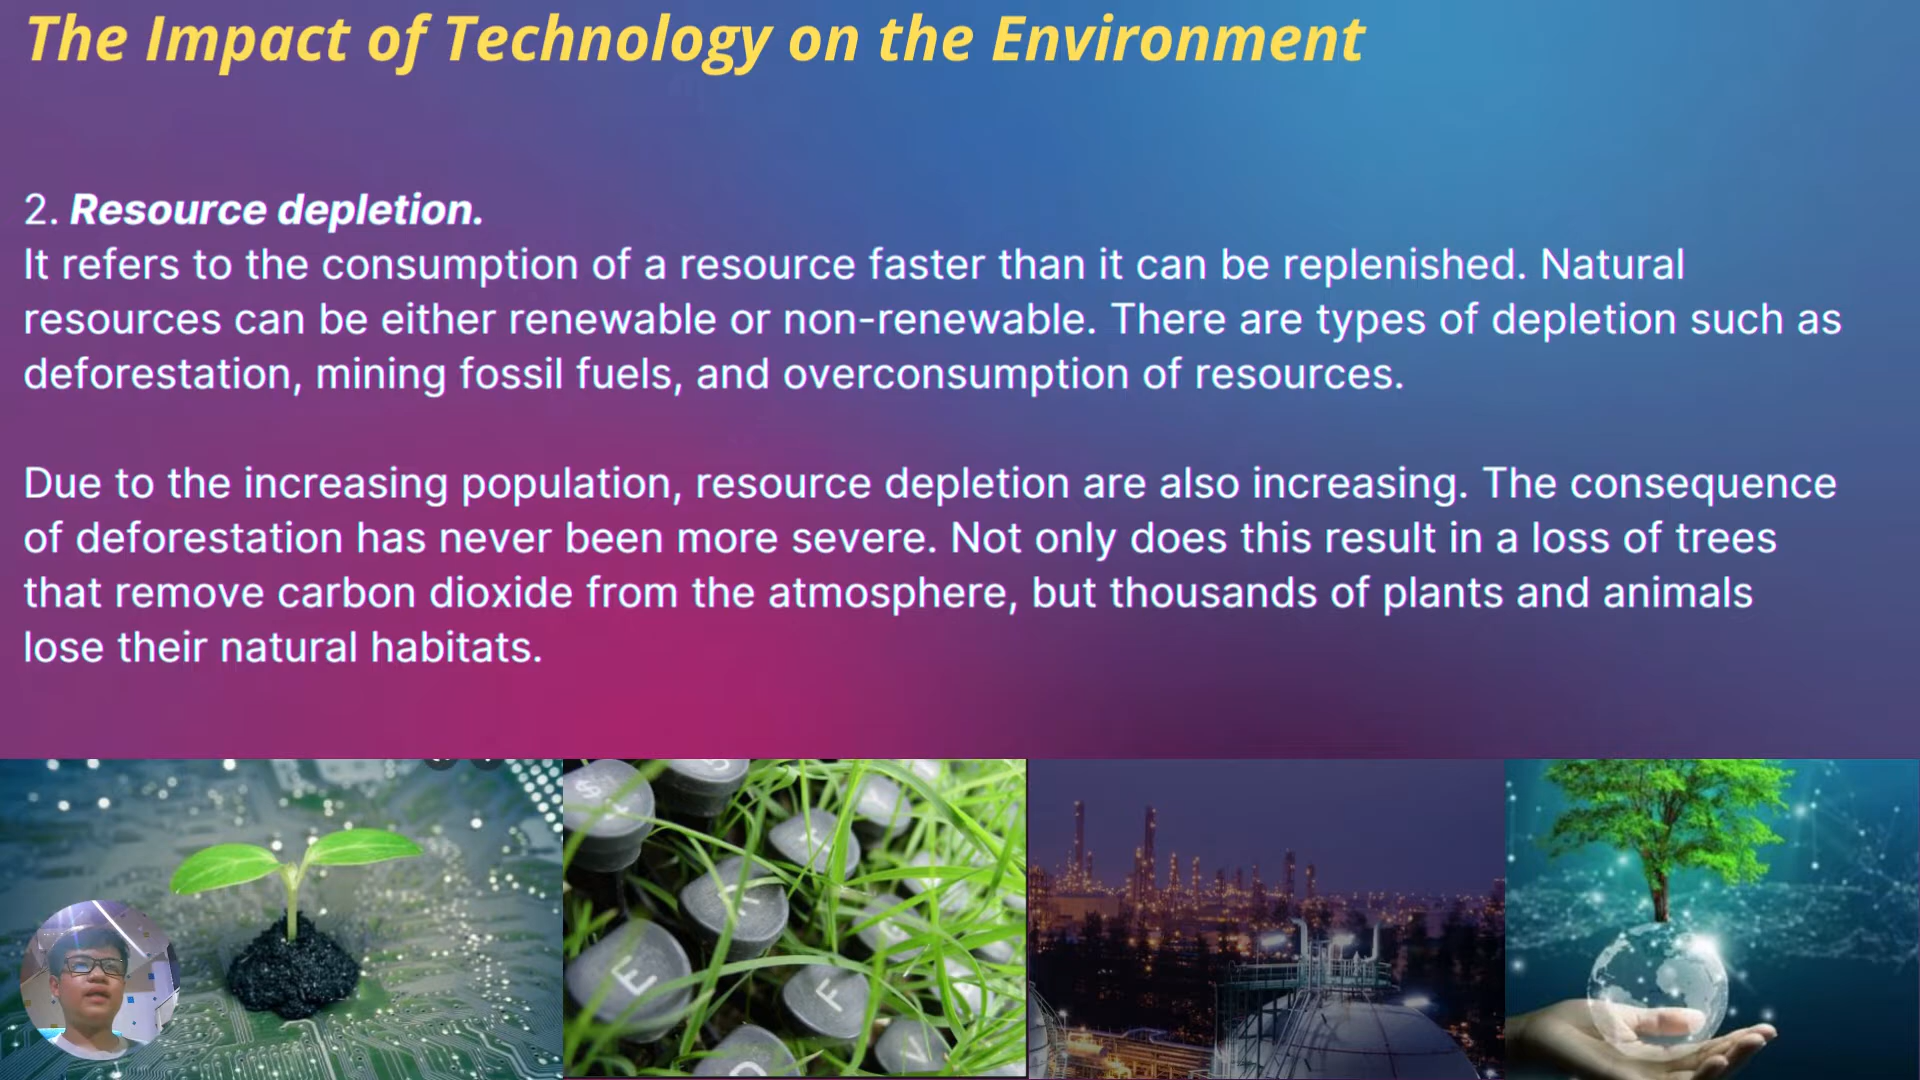 The Impact of Technology on the Environment
2. Resource depletion.
It refers to the consumption of a resource faster than it can be replenished. Natural
resources can be either renewable or non-renewable. There are types of depletion such as
deforestation, mining fossil fuels, and overconsumption of resources.
Due to the increasing population, resource depletion are also increasing. The consequence
of deforestation has never been more severe. Not only does this result in a loss of trees
that remove carbon dioxide from the atmosphere, but thousands of plants and animals
lose their natural habitats.